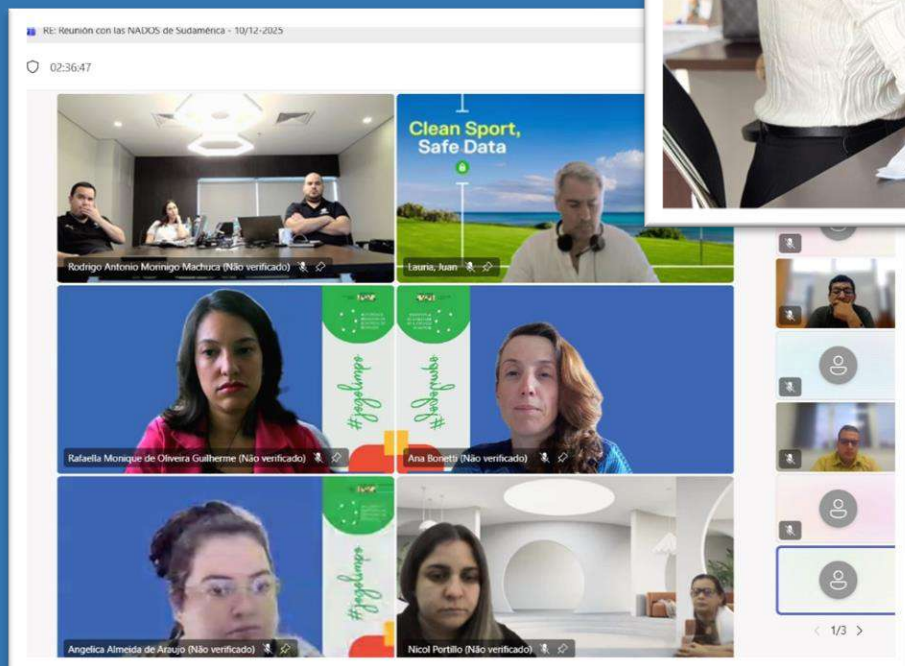 RE: Reunión con las NADOS de Sudamérica - 10/12-2025
02:36:47
Clean Sport,
Safe Data
Rodrigo Antonio Morinigo Machuca (Não verificado)
Lauria, Juan
#jogolimpo
#jogolimpo
Rafaella Monique de Oliveira Guilherme (Não verificado)
Ana Bonetti (Não verificado)
#jogolimpo
Angelica Almeida de Araujo (Não verificado)
Nicol Portillo (Não verificado)
1/3